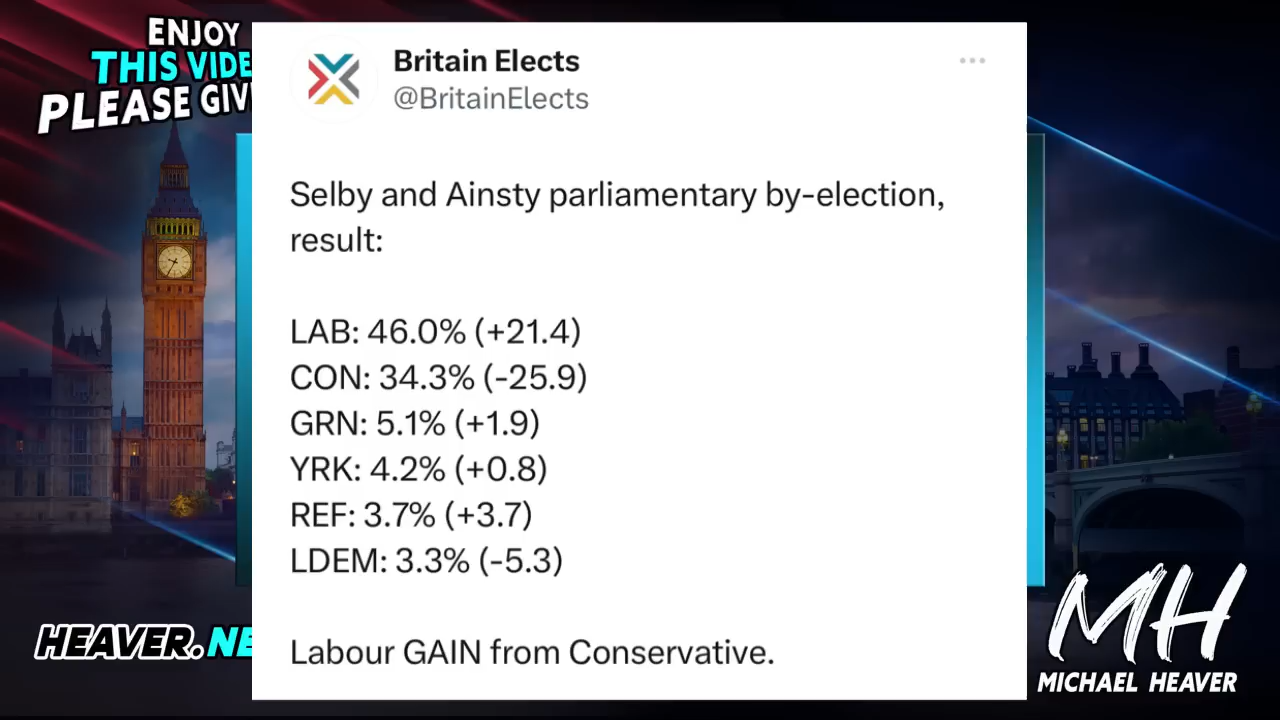 ENJOY
THIS VIDE
PLEASE GIV
Britain Elects
@BritainElects
Selby and Ainsty parliamentary by-election,
result:
LAB: 46.0% (+21.4)
CON: 34.3% (-25.9)
GRN: 5.1% (+1.9)
YRK: 4.2% (+0.8)
REF: 3.7% (+3.7)
LDEM: 3.3% (-5.3)
Labour GAIN from Conservative.
HEAVER.NE
MH
MICHAEL HEAVER